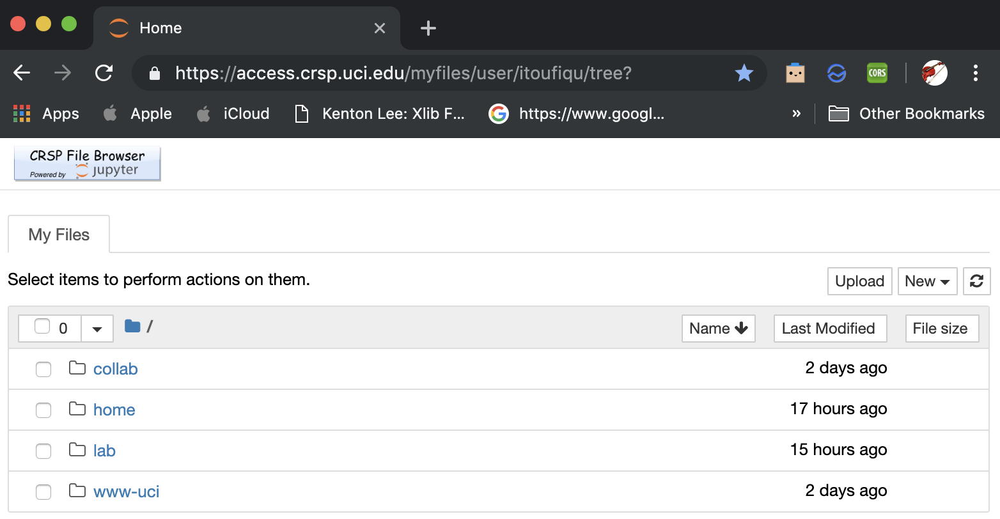 Home
https://access.crsp.uci.edu/myfiles/user/itoufiqu/tree?
CORS
Apps Apple iCloud Kenton Lee: Xlib F... https://www.googl... » Other Bookmarks
CRSP File Browser
Powered by jupyter
My Files
Select items to perform actions on them.
Upload New
0 / Name Last Modified File size
collab 2 days ago
home 17 hours ago
lab 15 hours ago
www-uci 2 days ago